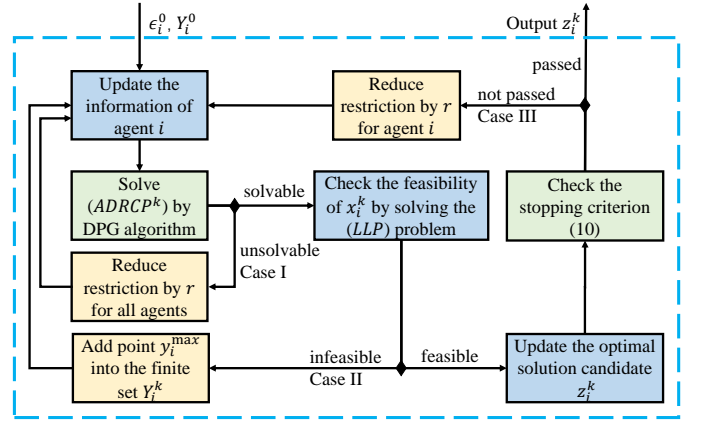 $\epsilon_i^0, Y_i^0$
Output $z_i^k$
Update the
information of
agent $i$
Reduce
restriction by $r$
for agent $i$
not passed
Case III
passed
Solve
$(ADRCP^k)$ by
DPG algorithm
solvable
unsolvable
Case I
Check the feasibility
of $x_i^k$ by solving the
$(LLP)$ problem
Check the
stopping criterion
(10)
Reduce
restriction by $r$
for all agents
Add point $y_i^{\max}$
into the finite
set $Y_i^k$
infeasible
Case II
feasible
Update the optimal
solution candidate
$z_i^k$